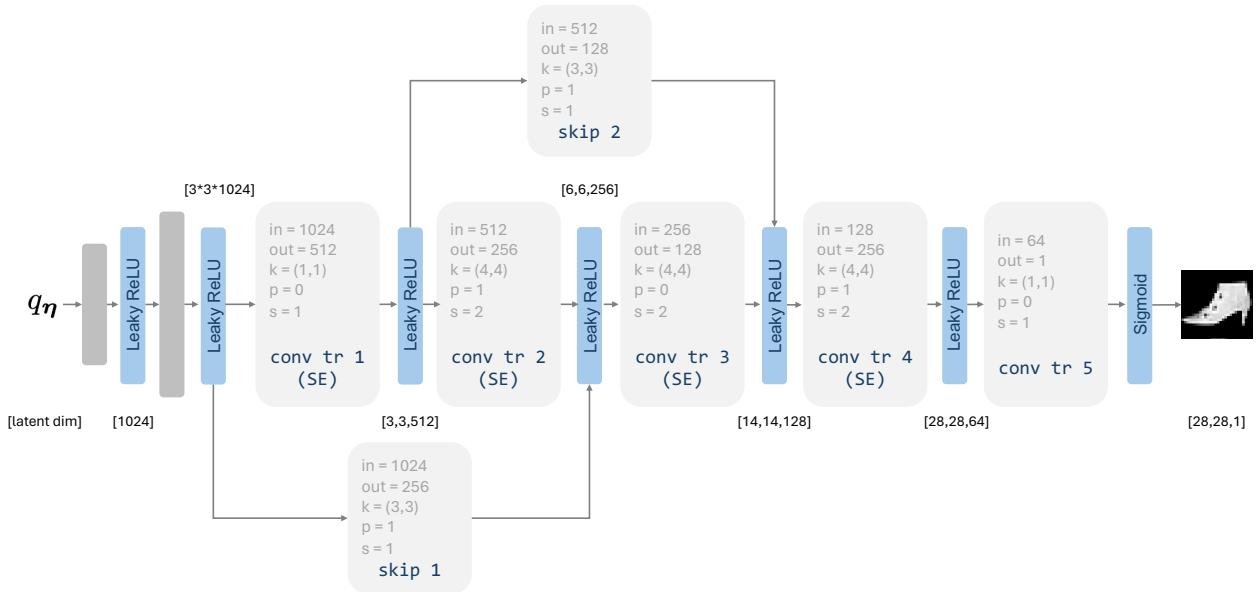 in = 512
out = 128
k = (3,3)
p = 1
s = 1
skip 2
[3*3*1024]
[6,6,256]
q𝜼
Leaky ReLU
Leaky ReLU
in = 1024
out = 512
k = (1,1)
p = 0
s = 1
conv tr 1
(SE)
Leaky ReLU
in = 512
out = 256
k = (4,4)
p = 1
s = 2
conv tr 2
(SE)
Leaky ReLU
in = 256
out = 128
k = (4,4)
p = 0
s = 2
conv tr 3
(SE)
Leaky ReLU
in = 128
out = 256
k = (4,4)
p = 1
s = 2
conv tr 4
(SE)
Leaky ReLU
in = 64
out = 1
k = (1,1)
p = 0
s = 1
conv tr 5
Sigmoid
[latent dim]
[1024]
[3,3,512]
[14,14,128]
[28,28,64]
[28,28,1]
in = 1024
out = 256
k = (3,3)
p = 1
s = 1
skip 1